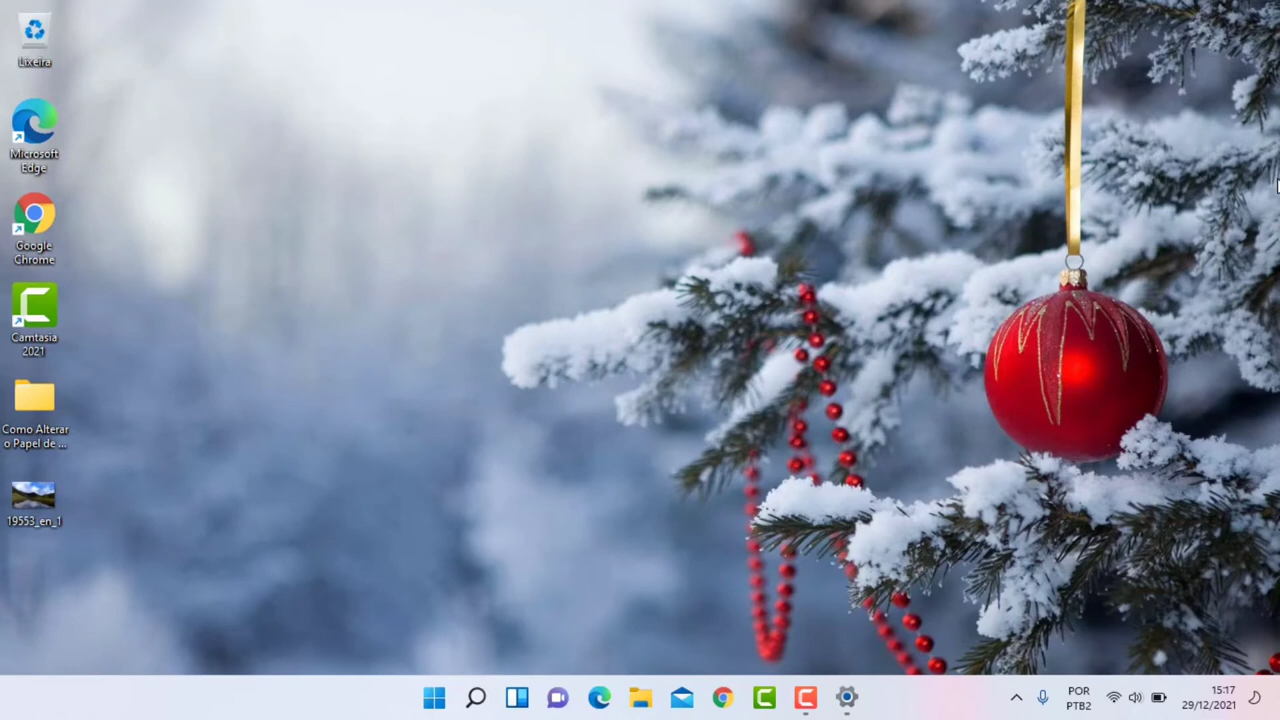 Lixeira
Microsoft
Edge
Google
Chrome
Camtasia
2021
Como Alterar
o Papel de ...
19553_en_1
POR
PTB2
15:17
29/12/2021